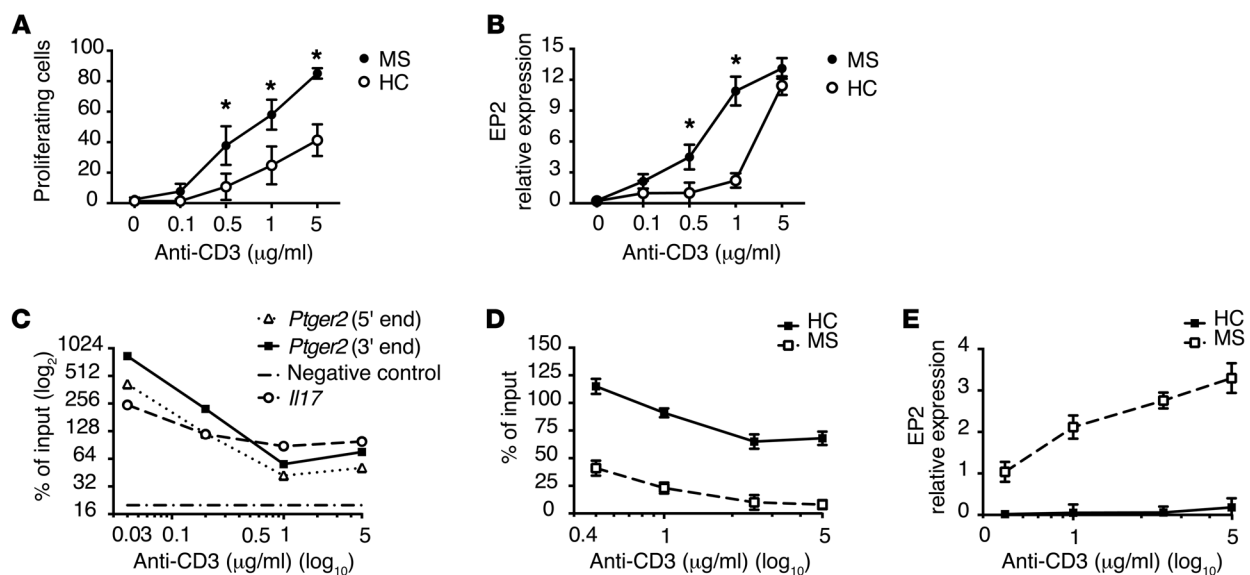 A
Proliferating cells
100
80
60
40
20
0
0 0.1 0.5 1 5
Anti-CD3 (μg/ml)
* * *
MS
HC
B
EP2
relative expression
15
12
9
6
3
0
0 0.1 0.5 1 5
Anti-CD3 (μg/ml)
* *
MS
HC
C
Ptger2 (5' end)
Ptger2 (3' end)
Negative control
Il17
% of input (log2)
1024
512
256
128
64
32
16
0.03 0.1 0.5 1 5
Anti-CD3 (μg/ml) (log10)
D
HC
MS
% of input
150
125
100
75
50
25
0
0.4 1 5
Anti-CD3 (μg/ml) (log10)
E
HC
MS
EP2
relative expression
4
3
2
1
0
0 1 5
Anti-CD3 (μg/ml) (log10)